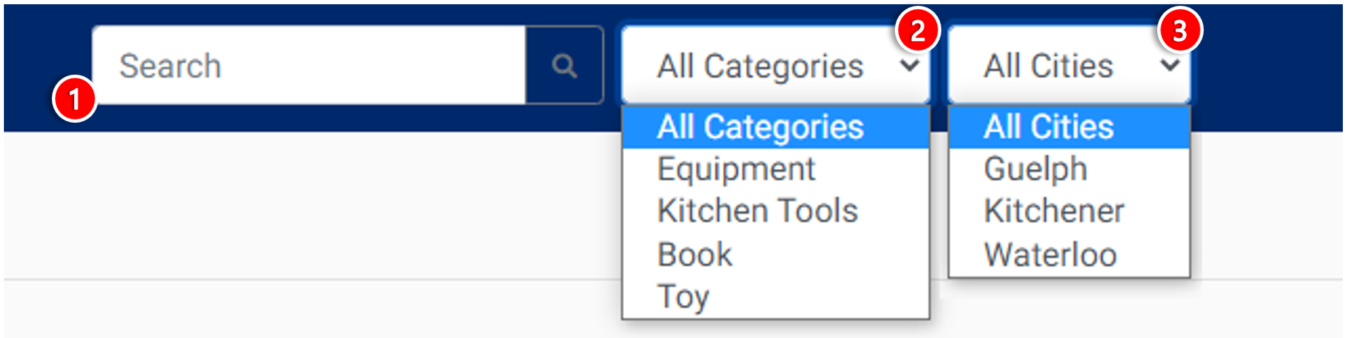 1
Search
2
All Categories
All Categories
Equipment
Kitchen Tools
Book
Toy
3
All Cities
All Cities
Guelph
Kitchener
Waterloo